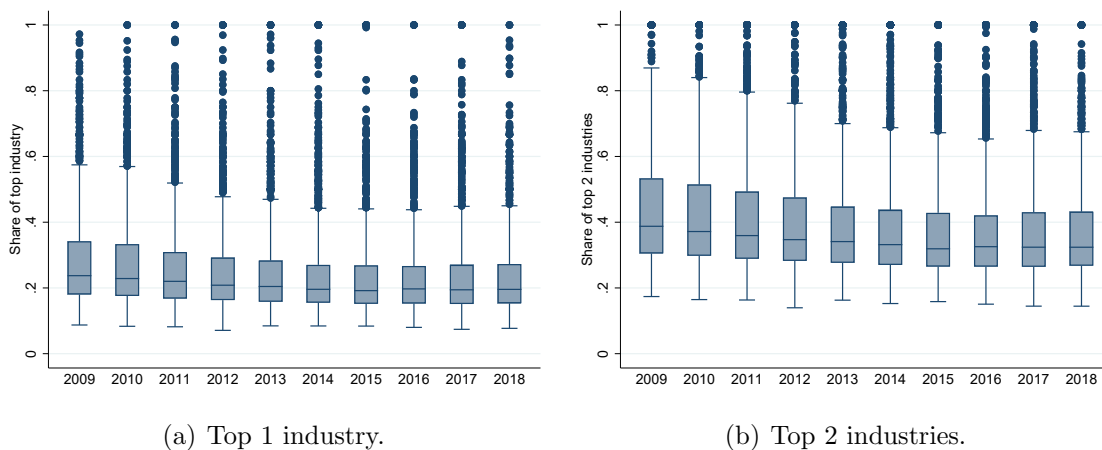 Share of top industry
1
.8
.6
.4
.2
0
2009 2010 2011 2012 2013 2014 2015 2016 2017 2018
(a) Top 1 industry.
Share of top 2 industries
1
.8
.6
.4
.2
0
2009 2010 2011 2012 2013 2014 2015 2016 2017 2018
(b) Top 2 industries.